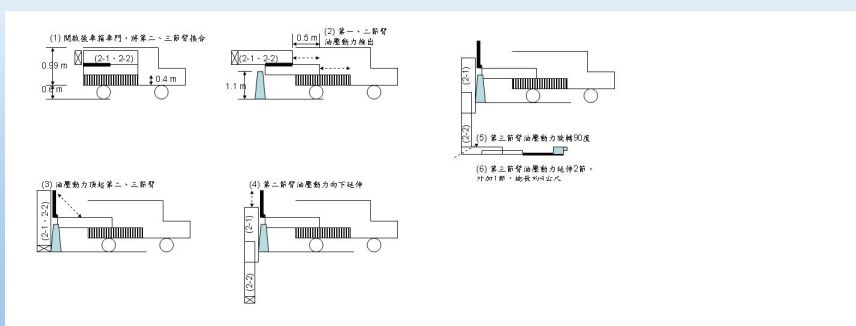 (1) 開啟後車箱車門，將第二、三節臂接合
0.99 m
(2-1、2-2)
0.4 m
0.6 m
(2) 第一、二節臂
油壓動力推出
0.5 m
(2-1、2-2)
1.1 m
(3) 油壓動力頂起第二、三節臂
(2-1、2-2)
(4) 第二節臂油壓動力向下延伸
(2-1)
(2-2)
(2-1)
(2-2)
(5) 第三節臂油壓動力旋轉90度
(6) 第三節臂油壓動力延伸2節，
外加1節，總長約4公尺